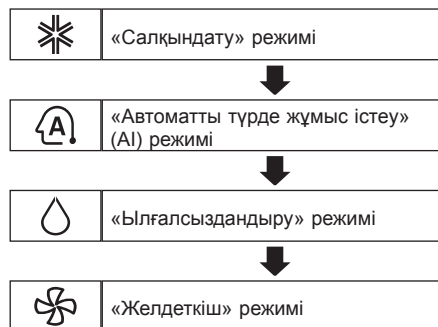 «Салқындату» режимі
A
«Автоматты түрде жұмыс істеу»
(AI) режимі
«Ылғалсыздандыру» режимі
«Желдеткіш» режимі